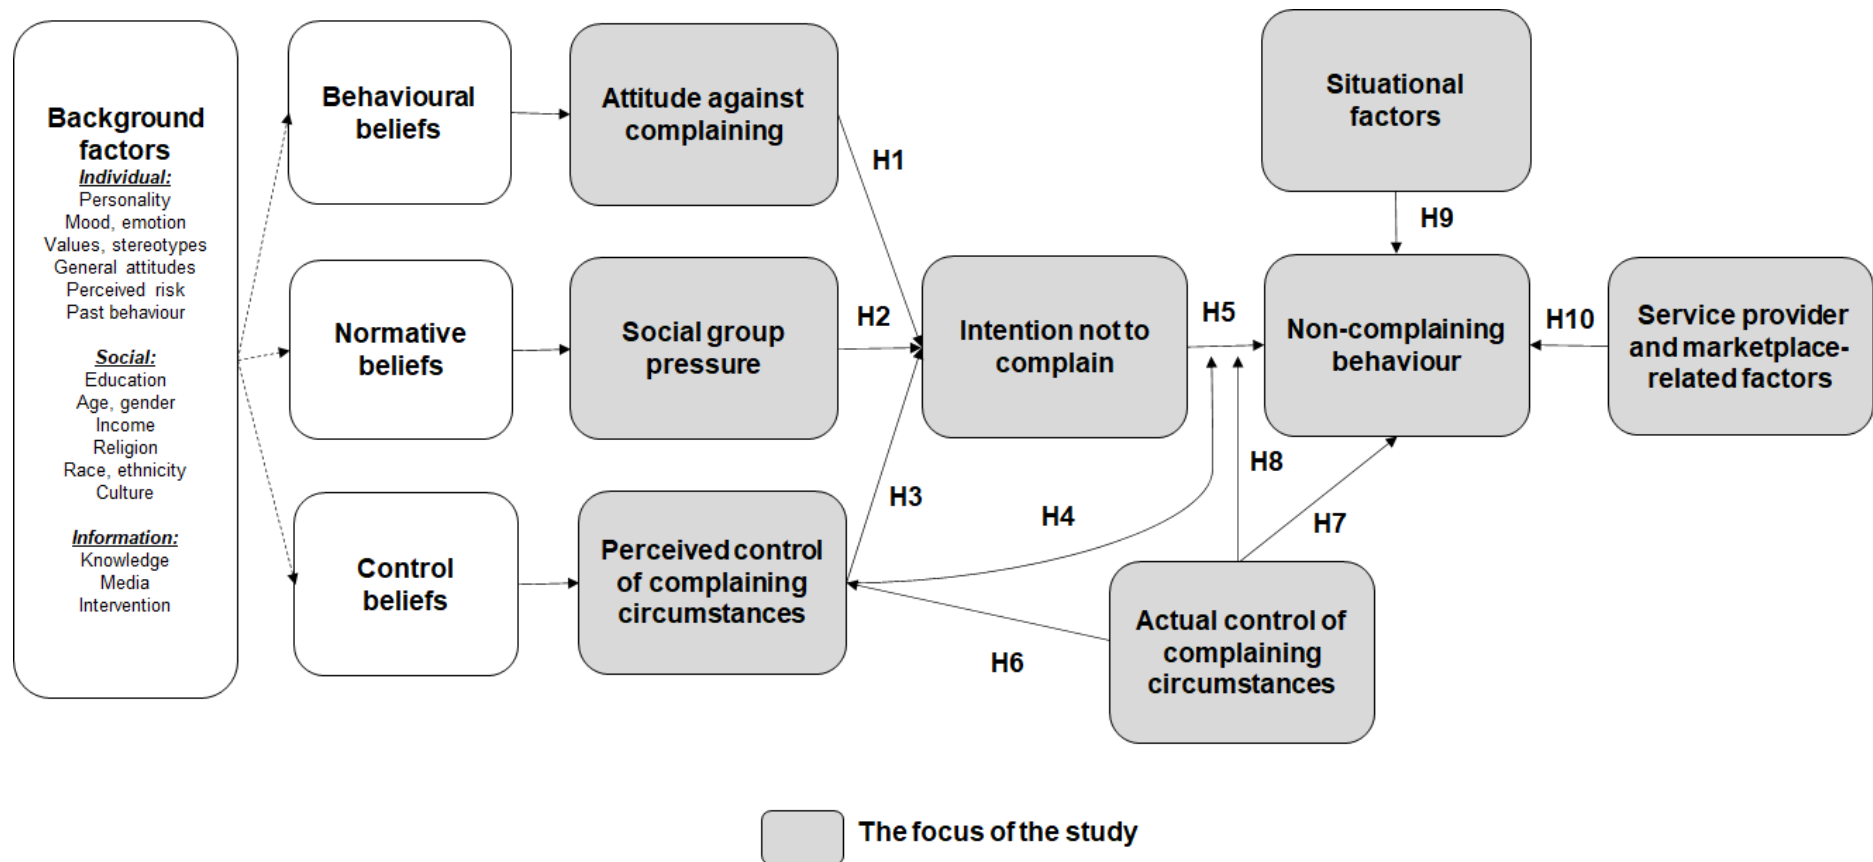 Background
factors
Individual:
Personality
Mood, emotion
Values, stereotypes
General attitudes
Perceived risk
Past behaviour
Social:
Education
Age, gender
Income
Religion
Race, ethnicity
Culture
Information:
Knowledge
Media
Intervention
Behavioural
beliefs
Normative
beliefs
Control
beliefs
Attitude against
complaining
Social group
pressure
Perceived control
of complaining
circumstances
H1
H2
H3
H4
H6
Intention not to
complain
H5
H8
H7
Situational
factors
H9
Non-complaining
behaviour
H10
Service provider
and marketplace-
related factors
Actual control of
complaining
circumstances
The focus of the study